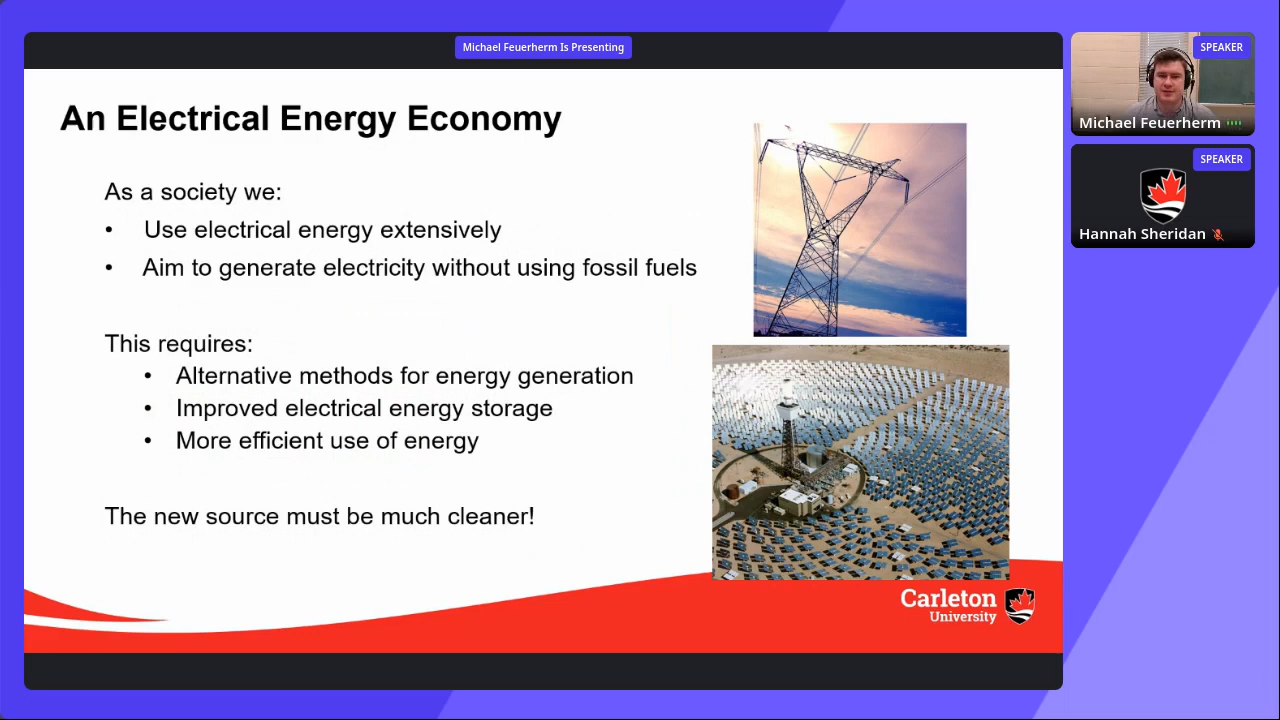 Michael Feuerherm Is Presenting
An Electrical Energy Economy
As a society we:
• Use electrical energy extensively
• Aim to generate electricity without using fossil fuels
This requires:
• Alternative methods for energy generation
• Improved electrical energy storage
• More efficient use of energy
The new source must be much cleaner!
Carleton
University
SPEAKER
Michael Feuerherm
SPEAKER
Hannah Sheridan